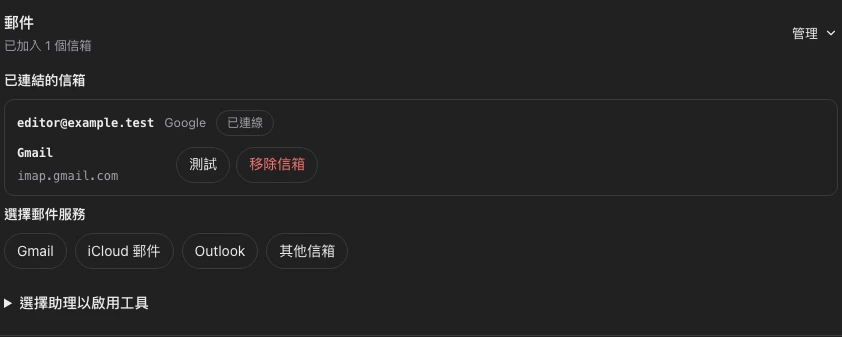 郵件
已加入 1 個信箱
管理
已連結的信箱
editor@example.test Google 已連線
Gmail
imap.gmail.com
測試 移除信箱
選擇郵件服務
Gmail iCloud 郵件 Outlook 其他信箱
選擇助理以啟用工具